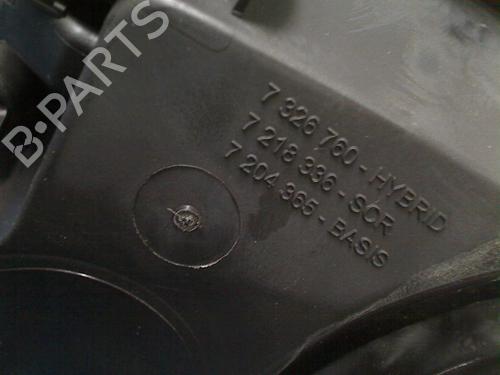 B-PARTS
7 326 760 - HYBRID
7 218 336 - SCR
7 204 365 - BASIS